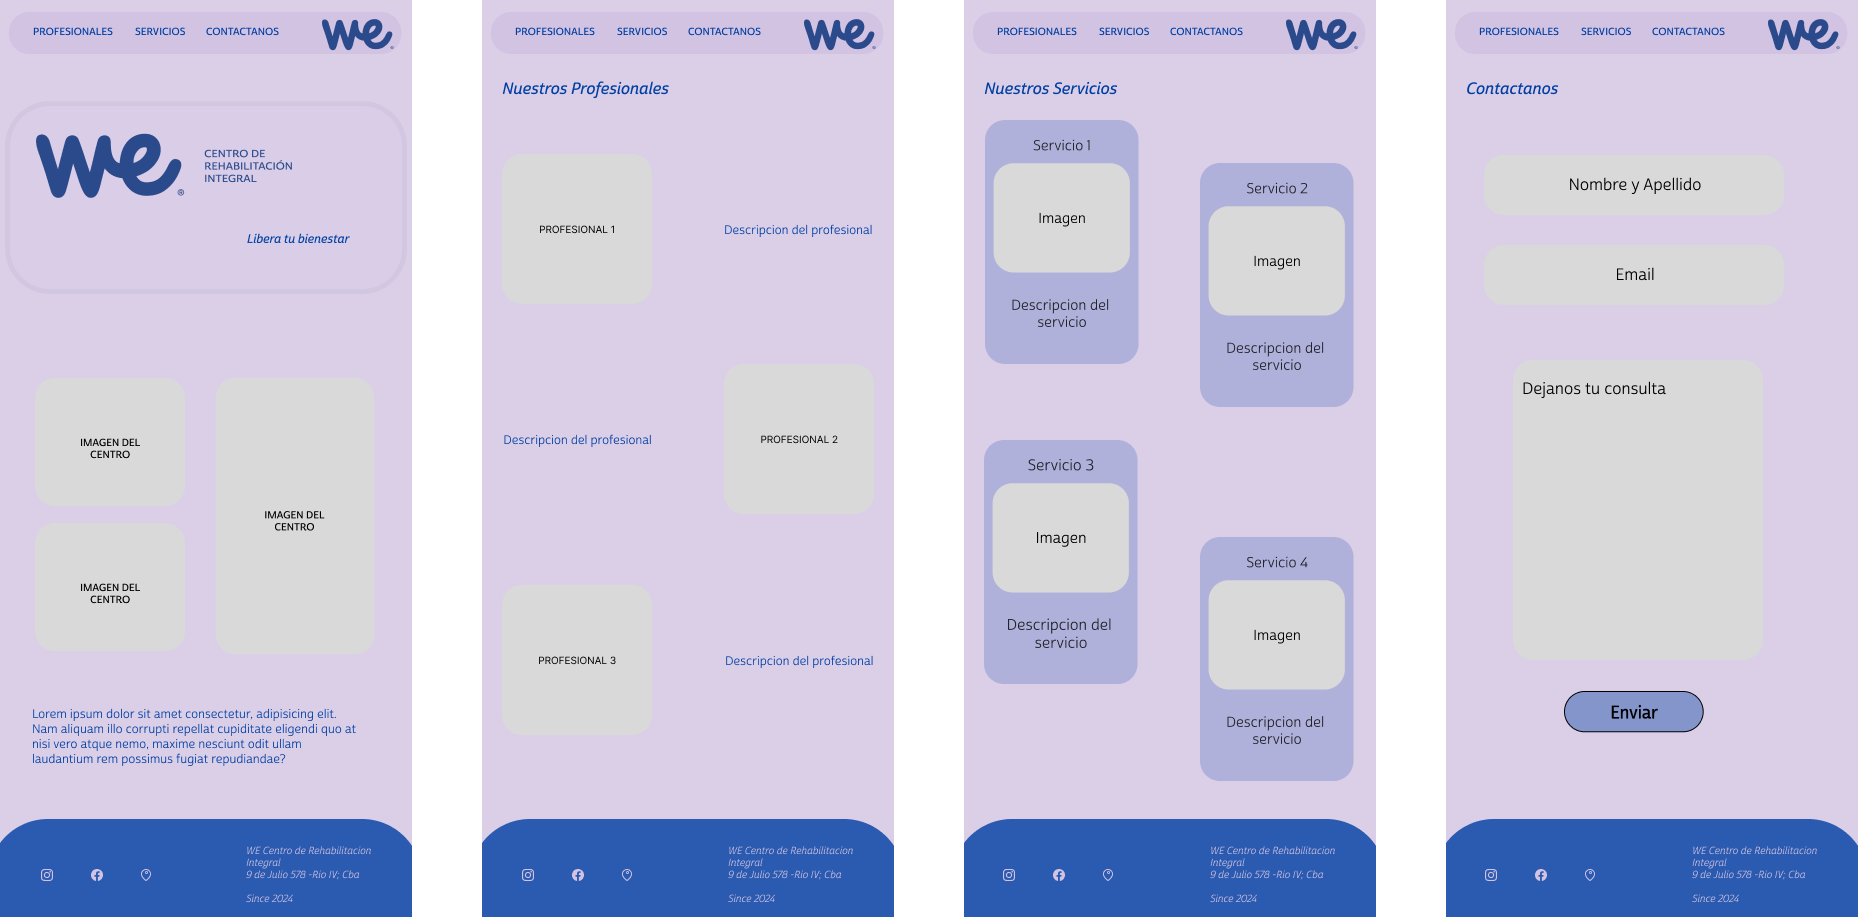 PROFESIONALES SERVICIOS CONTACTANOS we®
we®
CENTRO DE
REHABILITACIÓN
INTEGRAL
Libera tu bienestar
IMAGEN DEL
CENTRO
IMAGEN DEL
CENTRO
IMAGEN DEL
CENTRO
Lorem ipsum dolor sit amet consectetur, adipisicing elit.
Nam aliquam illo corrupti repellat cupiditate eligendi quo at
nisi vero atque nemo, maxime nesciunt odit ullam
laudantium rem possimus fugiat repudiandae?
WE Centro de Rehabilitacion
Integral
9 de Julio 578 -Rio IV; Cba
Since 2024
PROFESIONALES SERVICIOS CONTACTANOS we®
Nuestros Profesionales
PROFESIONAL 1
Descripcion del profesional
Descripcion del profesional
PROFESIONAL 2
PROFESIONAL 3
Descripcion del profesional
WE Centro de Rehabilitacion
Integral
9 de Julio 578 -Rio IV; Cba
Since 2024
PROFESIONALES SERVICIOS CONTACTANOS we®
Nuestros Servicios
Servicio 1
Imagen
Descripcion del
servicio
Servicio 2
Imagen
Descripcion del
servicio
Servicio 3
Imagen
Descripcion del
servicio
Servicio 4
Imagen
Descripcion del
servicio
WE Centro de Rehabilitacion
Integral
9 de Julio 578 -Rio IV; Cba
Since 2024
PROFESIONALES SERVICIOS CONTACTANOS we®
Contactanos
Nombre y Apellido
Email
Dejanos tu consulta
Enviar
WE Centro de Rehabilitacion
Integral
9 de Julio 578 -Rio IV; Cba
Since 2024